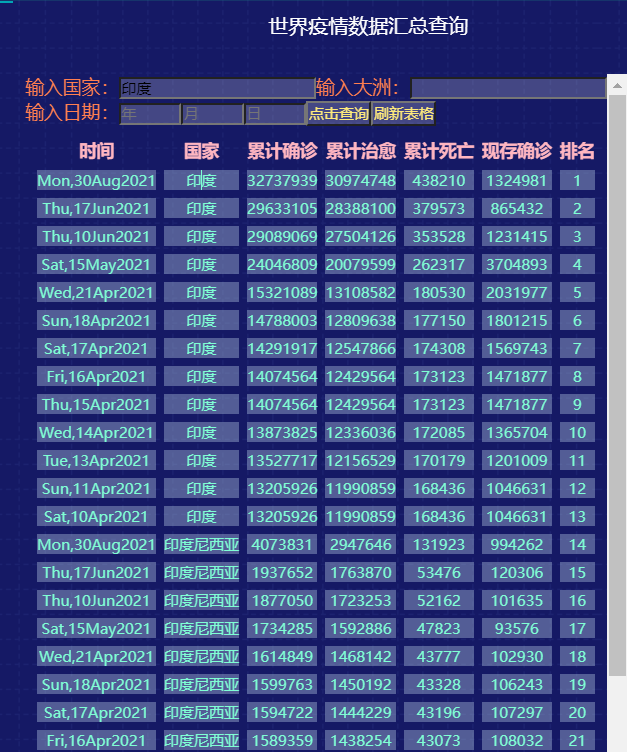 世界疫情数据汇总查询
输入国家： 印度 输入大洲：
输入日期： 年 月 日 点击查询 刷新表格
时间 国家 累计确诊 累计治愈 累计死亡 现存确诊 排名
Mon,30Aug2021 印度 32737939 30974748 438210 1324981 1
Thu,17Jun2021 印度 29633105 28388100 379573 865432 2
Thu,10Jun2021 印度 29089069 27504126 353528 1231415 3
Sat,15May2021 印度 24046809 20079599 262317 3704893 4
Wed,21Apr2021 印度 15321089 13108582 180530 2031977 5
Sun,18Apr2021 印度 14788003 12809638 177150 1801215 6
Sat,17Apr2021 印度 14291917 12547866 174308 1569743 7
Fri,16Apr2021 印度 14074564 12429564 173123 1471877 8
Thu,15Apr2021 印度 14074564 12429564 173123 1471877 9
Wed,14Apr2021 印度 13873825 12336036 172085 1365704 10
Tue,13Apr2021 印度 13527717 12156529 170179 1201009 11
Sun,11Apr2021 印度 13205926 11990859 168436 1046631 12
Sat,10Apr2021 印度 13205926 11990859 168436 1046631 13
Mon,30Aug2021 印度尼西亚 4073831 2947646 131923 994262 14
Thu,17Jun2021 印度尼西亚 1937652 1763870 53476 120306 15
Thu,10Jun2021 印度尼西亚 1877050 1723253 52162 101635 16
Sat,15May2021 印度尼西亚 1734285 1592886 47823 93576 17
Wed,21Apr2021 印度尼西亚 1614849 1468142 43777 102930 18
Sun,18Apr2021 印度尼西亚 1599763 1450192 43328 106243 19
Sat,17Apr2021 印度尼西亚 1594722 1444229 43196 107297 20
Fri,16Apr2021 印度尼西亚 1589359 1438254 43073 108032 21